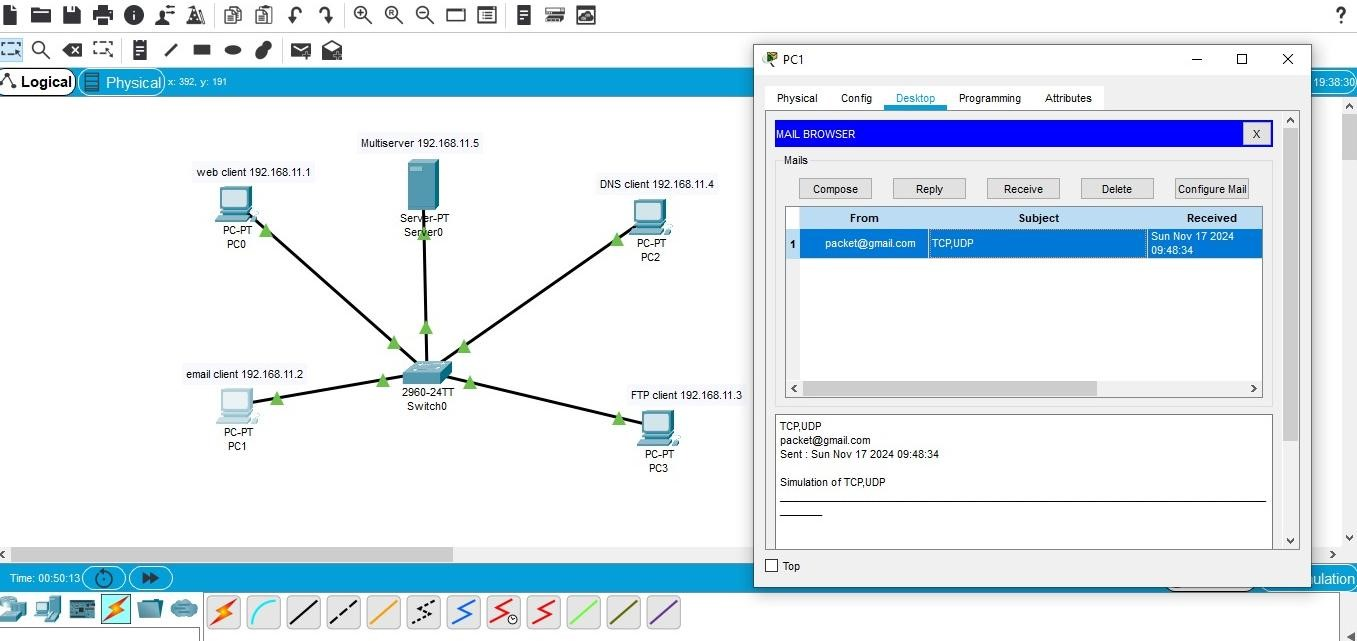 Logical
Physical
x: 392, y: 191
19:38:30
?
web client 192.168.11.1
PC-PT
PC0
Multiserver 192.168.11.5
Server-PT
Server0
DNS client 192.168.11.4
PC-PT
PC2
email client 192.168.11.2
PC-PT
PC1
2960-24TT
Switch0
FTP client 192.168.11.3
PC-PT
PC3
PC1
Physical Config Desktop Programming Attributes
MAIL BROWSER X
Mails
Compose Reply Receive Delete Configure Mail
From Subject Received
1 packet@gmail.com TCP,UDP Sun Nov 17 2024
09:48:34
TCP,UDP
packet@gmail.com
Sent : Sun Nov 17 2024 09:48:34
Simulation of TCP,UDP
Top
Time: 00:50:13
ulation